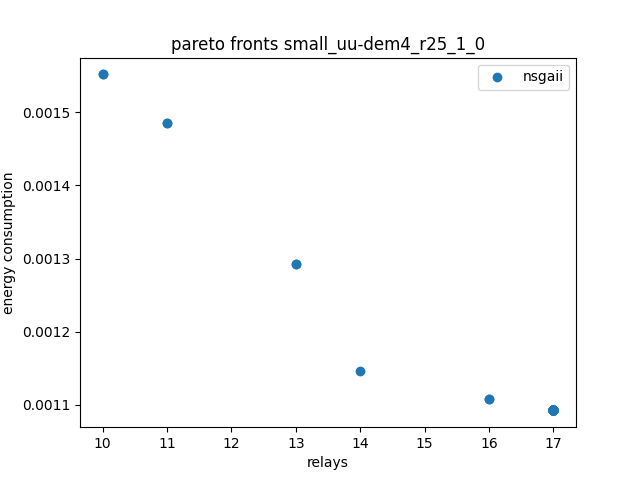 pareto fronts small_uu-dem4_r25_1_0
nsgaii
energy consumption
0.0015
0.0014
0.0013
0.0012
0.0011
10 11 12 13 14 15 16 17
relays